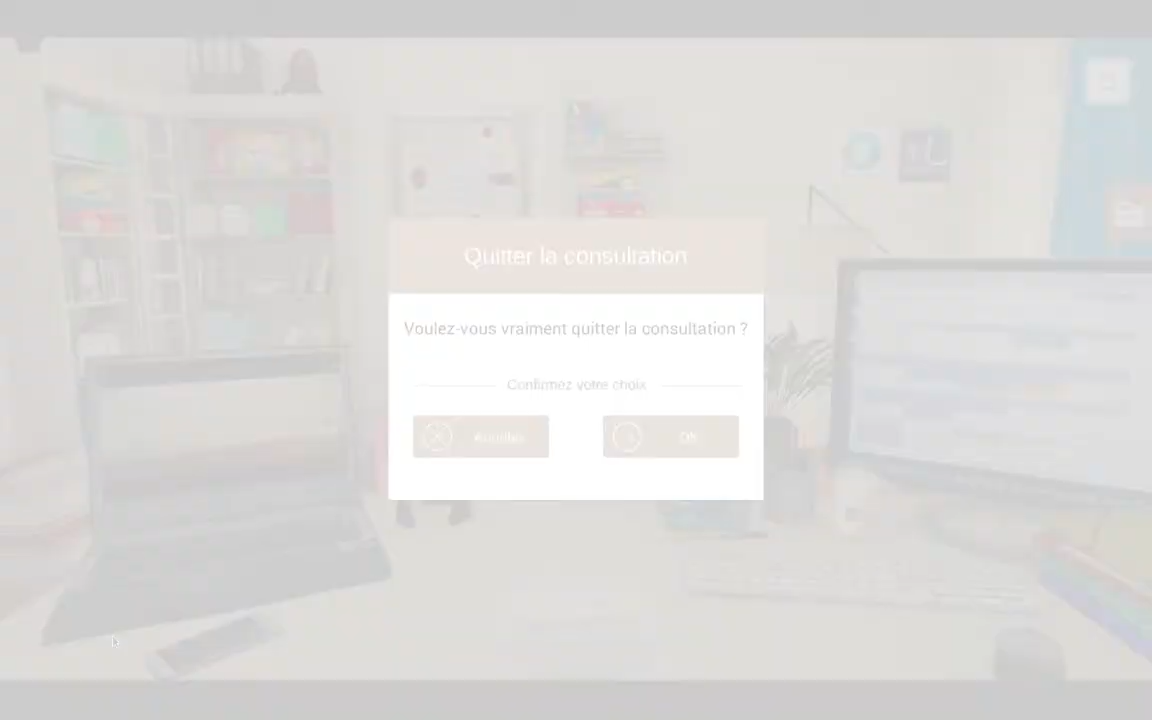 Quitter la consultation
Voulez-vous vraiment quitter la consultation ?
Confirmez votre choix
Annuler
OK